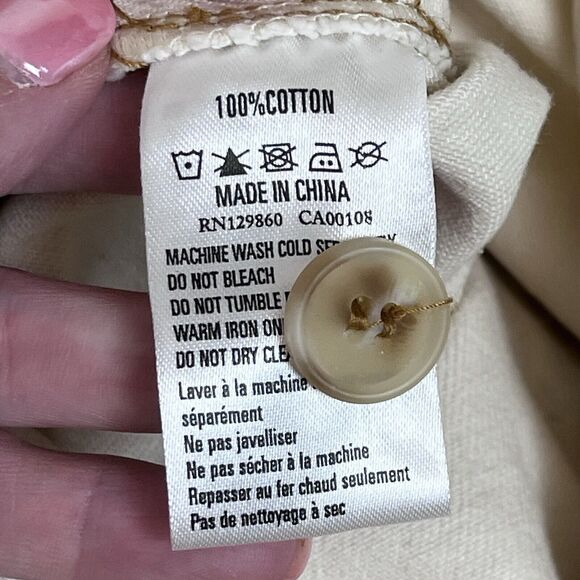 100%COTTON
MADE IN CHINA
RN129860 CA00108
MACHINE WASH COLD
DO NOT BLEACH
DO NOT TUMBLE
WARM IRON
DO NOT DRY
Laver à la machine
séparément
Ne pas javelliser
Ne pas sécher à la machine
Repasser au fer chaud seulement
Pas de nettoyage à sec